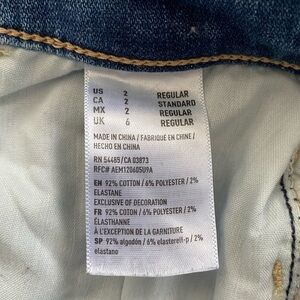 US 2 REGULAR
CA 2 STANDARD
MX 2 REGULAR
UK 6 REGULAR
MADE IN CHINA / FABRIQUÉ EN CHINE /
HECHO EN CHINA
RN 54485/CA 03873
RFC# AEM120605U9A
EN 92% COTTON / 6% POLYESTER / 2%
ELASTANE
EXCLUSIVE OF DECORATION
FR 92% COTON / 6% POLYESTER / 2%
ÉLASTHANNE
À L'EXCEPTION DE LA GARNITURE
SP 92% algodón / 6% elasterell-p / 2%
elastano